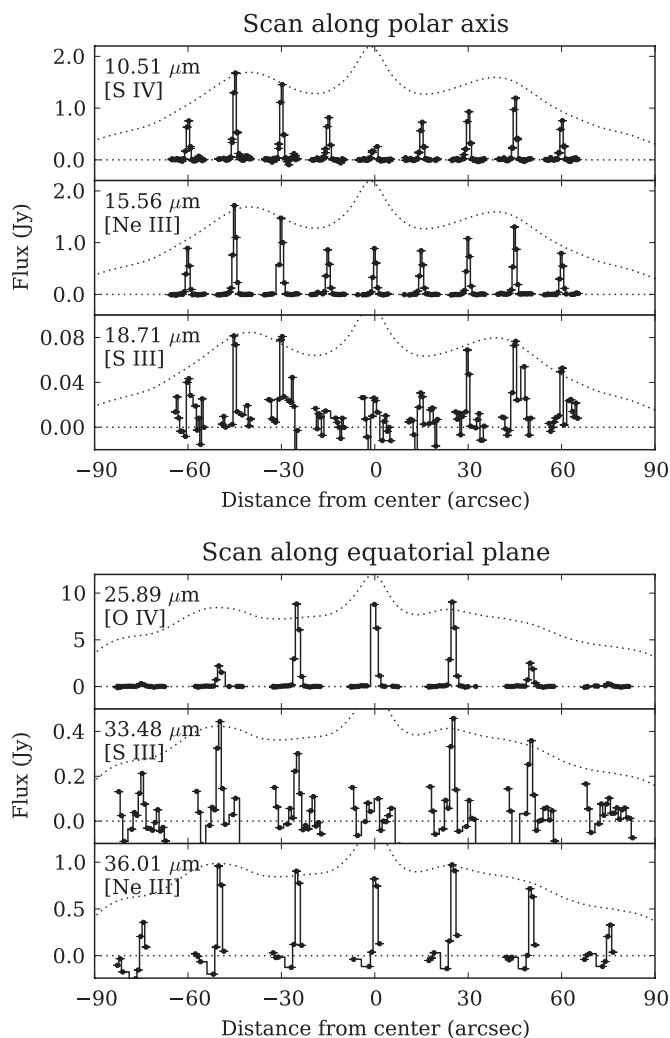 Scan along polar axis
10.51 μm
[S IV]
2.0
1.0
0.0
15.56 μm
[Ne III]
2.0
1.0
0.0
Flux (Jy)
18.71 μm
[S III]
0.08
0.04
0.00
−90 −60 −30 0 30 60 90
Distance from center (arcsec)
Scan along equatorial plane
25.89 μm
[O IV]
10
5
0
33.48 μm
[S III]
0.4
0.2
0.0
Flux (Jy)
36.01 μm
[Ne III]
1.0
0.5
0.0
−90 −60 −30 0 30 60 90
Distance from center (arcsec)